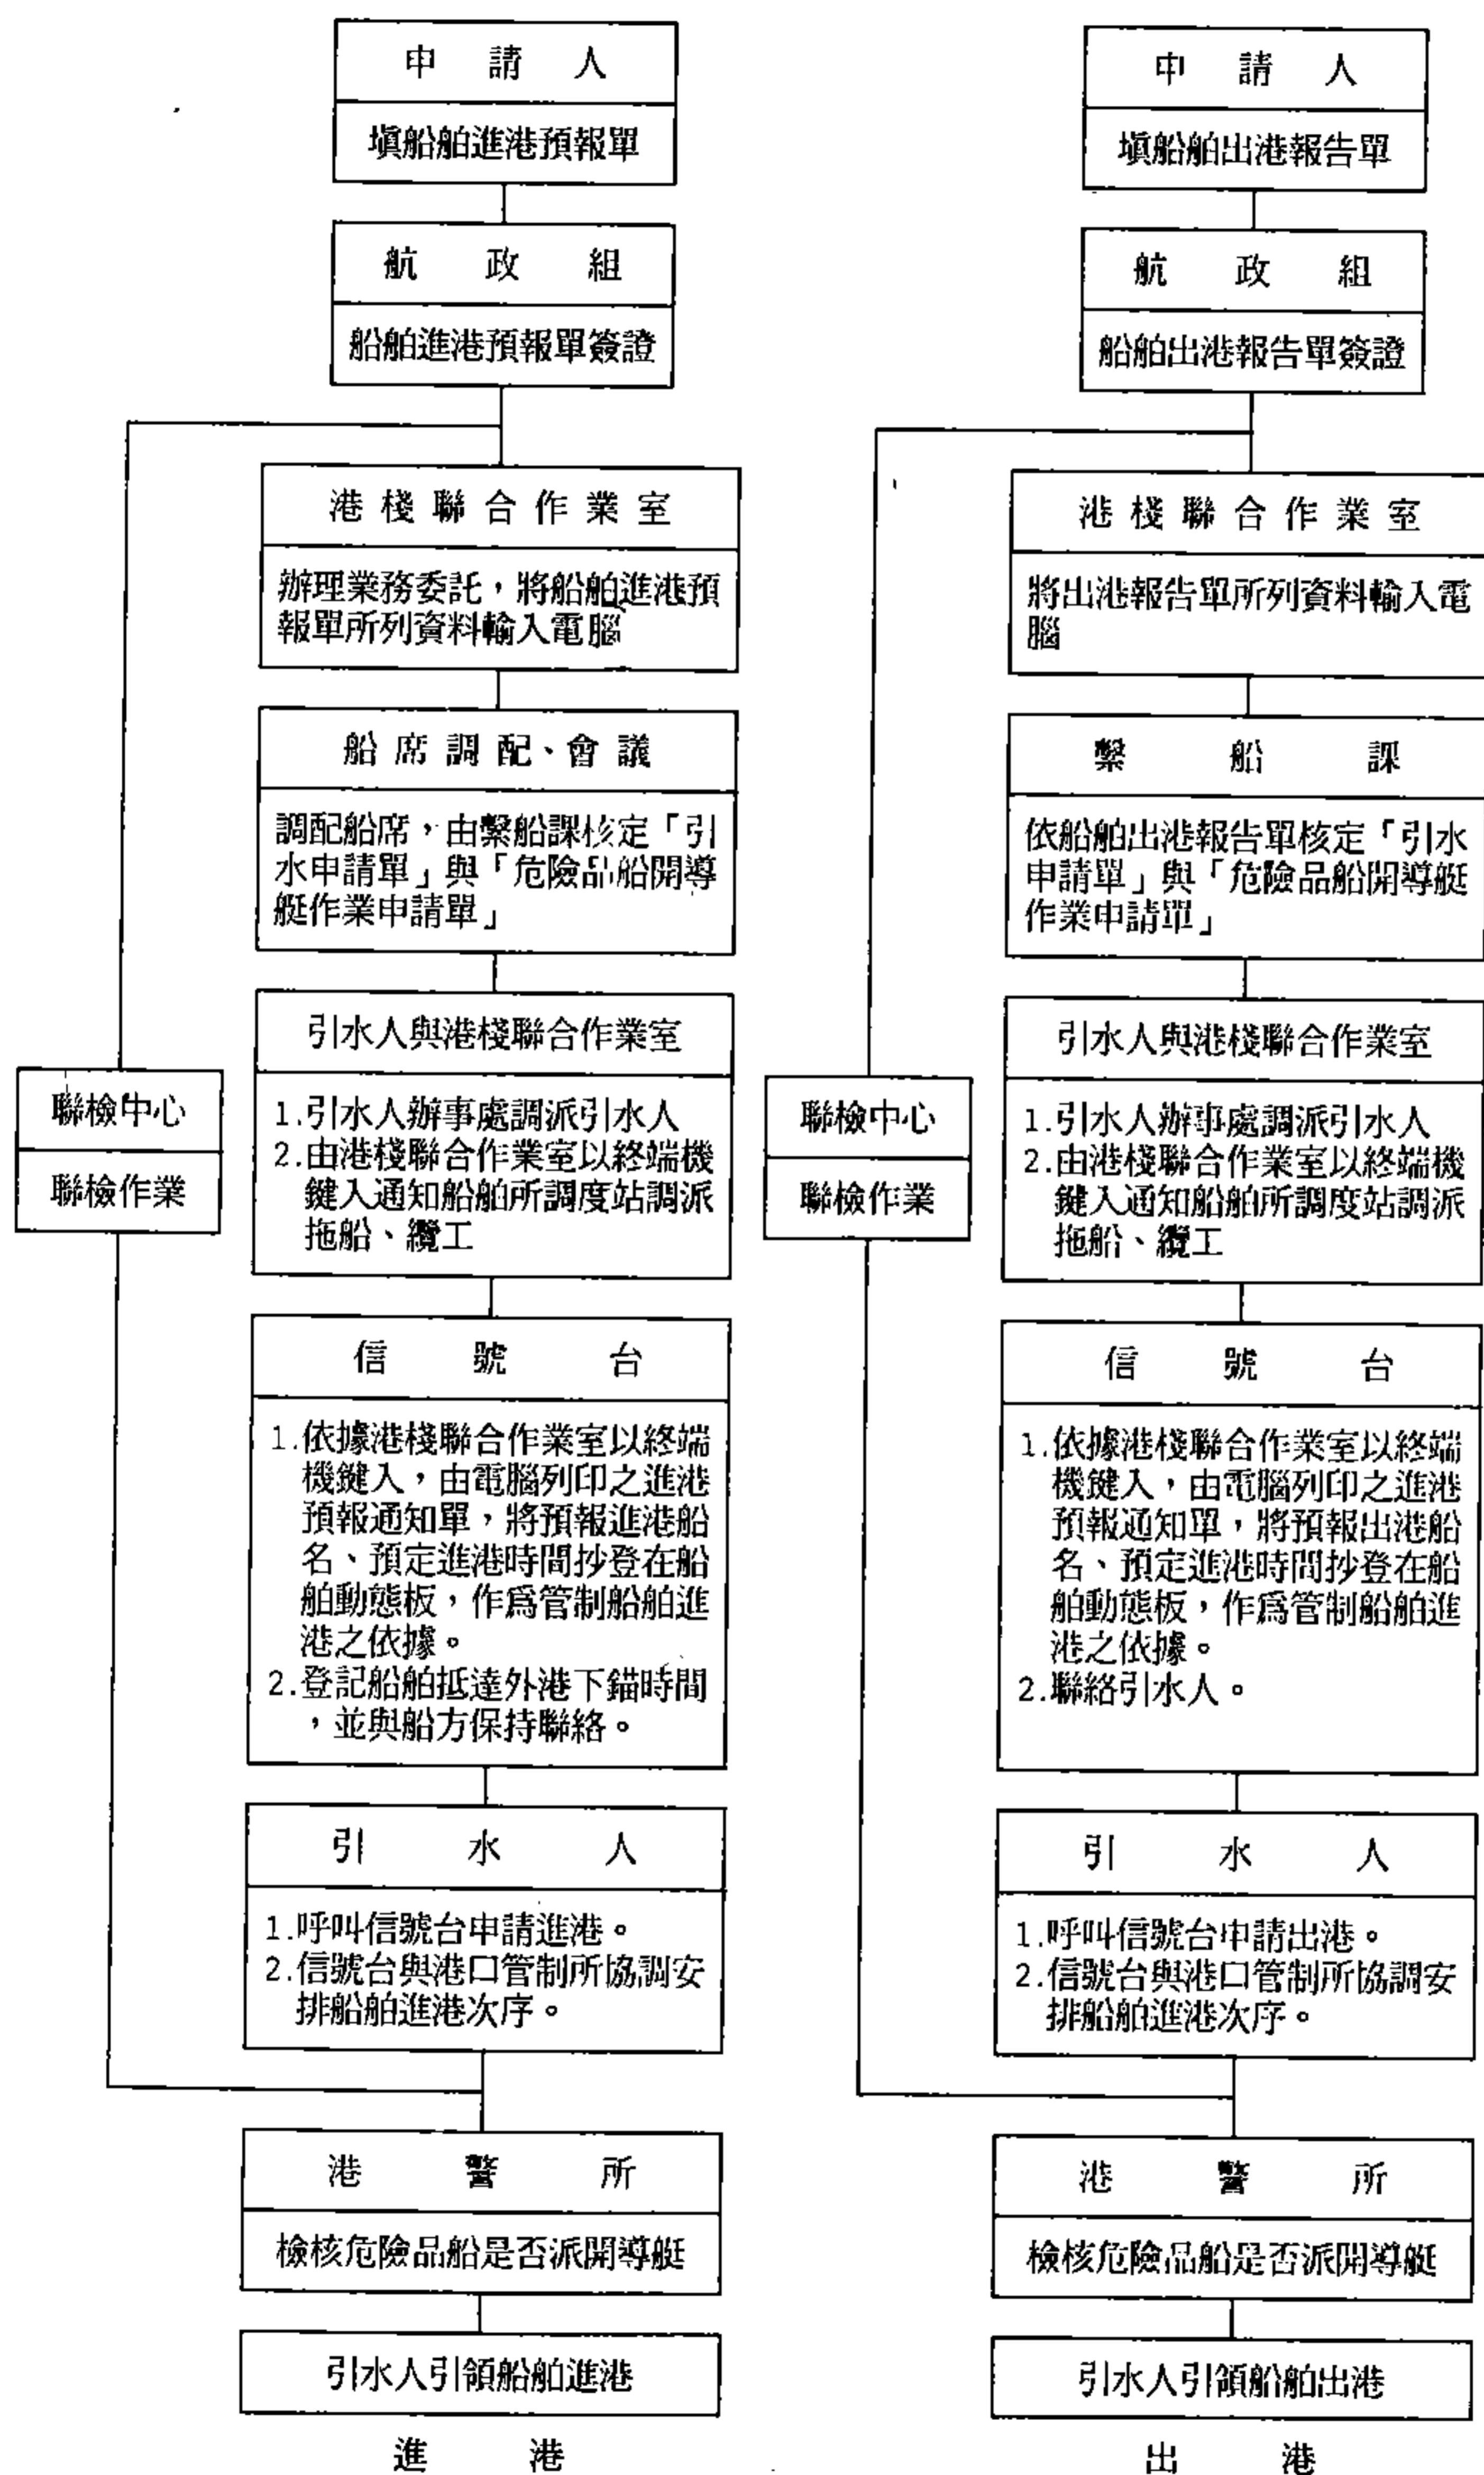 申請人
填船舶進港預報單
航政組
船舶進港預報單簽證
港棧聯合作業室
辦理業務委託，將船舶進港預
報單所列資料輸入電腦
船席調配、會議
調配船席，由繫船課核定「引
水申請單」與「危險品船開導
艇作業申請單」
引水人與港棧聯合作業室
1.引水人辦事處調派引水人
2.由港棧聯合作業室以終端機
鍵入通知船舶所調度站調派
拖船、纜工
聯檢中心
聯檢作業
信號台
1.依據港棧聯合作業室以終端
機鍵入，由電腦列印之進港
預報通知單，將預報進港船
名、預定進港時間抄登在船
舶動態板，作爲管制船舶進
港之依據。
2.登記船舶抵達外港下錨時間
，並與船方保持聯絡。
引水人
1.呼叫信號台申請進港。
2.信號台與港口管制所協調安
排船舶進港次序。
港警所
檢核危險品船是否派開導艇
引水人引領船舶進港
進港
申請人
填船舶出港報告單
航政組
船舶出港報告單簽證
港棧聯合作業室
將出港報告單所列資料輸入電
腦
繫船課
依船舶出港報告單核定「引水
申請單」與「危險品船開導艇
作業申請單」
引水人與港棧聯合作業室
1.引水人辦事處調派引水人
2.由港棧聯合作業室以終端機
鍵入通知船舶所調度站調派
拖船、纜工
聯檢中心
聯檢作業
信號台
1.依據港棧聯合作業室以終端
機鍵入，由電腦列印之進港
預報通知單，將預報出港船
名、預定進港時間抄登在船
舶動態板，作爲管制船舶進
港之依據。
2.聯絡引水人。
引水人
1.呼叫信號台申請出港。
2.信號台與港口管制所協調安
排船舶進港次序。
港警所
檢核危險品船是否派開導艇
引水人引領船舶出港
出港